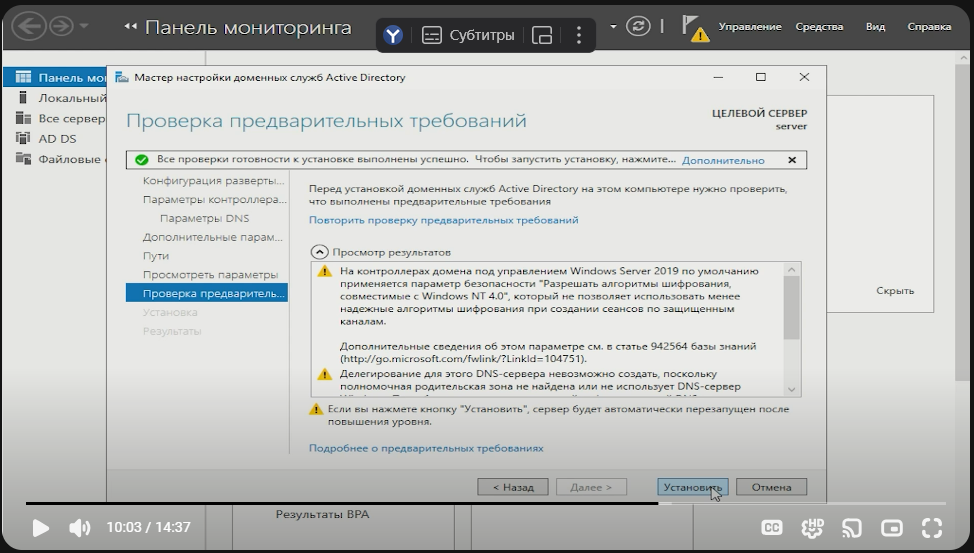 Панель мониторинга
Субтитры
Управление Средства Вид Справка
Панель мо
Локальный
Все сервер
AD DS
Файловые
Мастер настройки доменных служб Active Directory
Проверка предварительных требований
ЦЕЛЕВОЙ СЕРВЕР
server
Все проверки готовности к установке выполнены успешно. Чтобы запустить установку, нажмите... Дополнительно
Конфигурация разверты...
Параметры контроллера...
Параметры DNS
Дополнительные парам...
Пути
Просмотреть параметры
Проверка предваритель...
Установка
Результаты
Перед установкой доменных служб Active Directory на этом компьютере нужно проверить,
что выполнены предварительные требования
Повторить проверку предварительных требований
Просмотр результатов
На контроллерах домена под управлением Windows Server 2019 по умолчанию
применяется параметр безопасности "Разрешать алгоритмы шифрования,
совместимые с Windows NT 4.0", который не позволяет использовать менее
надежные алгоритмы шифрования при создании сеансов по защищенным
каналам.
Дополнительные сведения об этом параметре см. в статье 942564 базы знаний
(http://go.microsoft.com/fwlink/?LinkId=104751).
Делегирование для этого DNS-сервера невозможно создать, поскольку
полномочная родительская зона не найдена или не использует DNS-сервер
Если вы нажмете кнопку "Установить", сервер будет автоматически перезапущен после
повышения уровня.
Подробнее о предварительных требованиях
Скрыть
< Назад Далее > Установить Отмена
Результаты BPA
10:03 / 14:37
CC HD